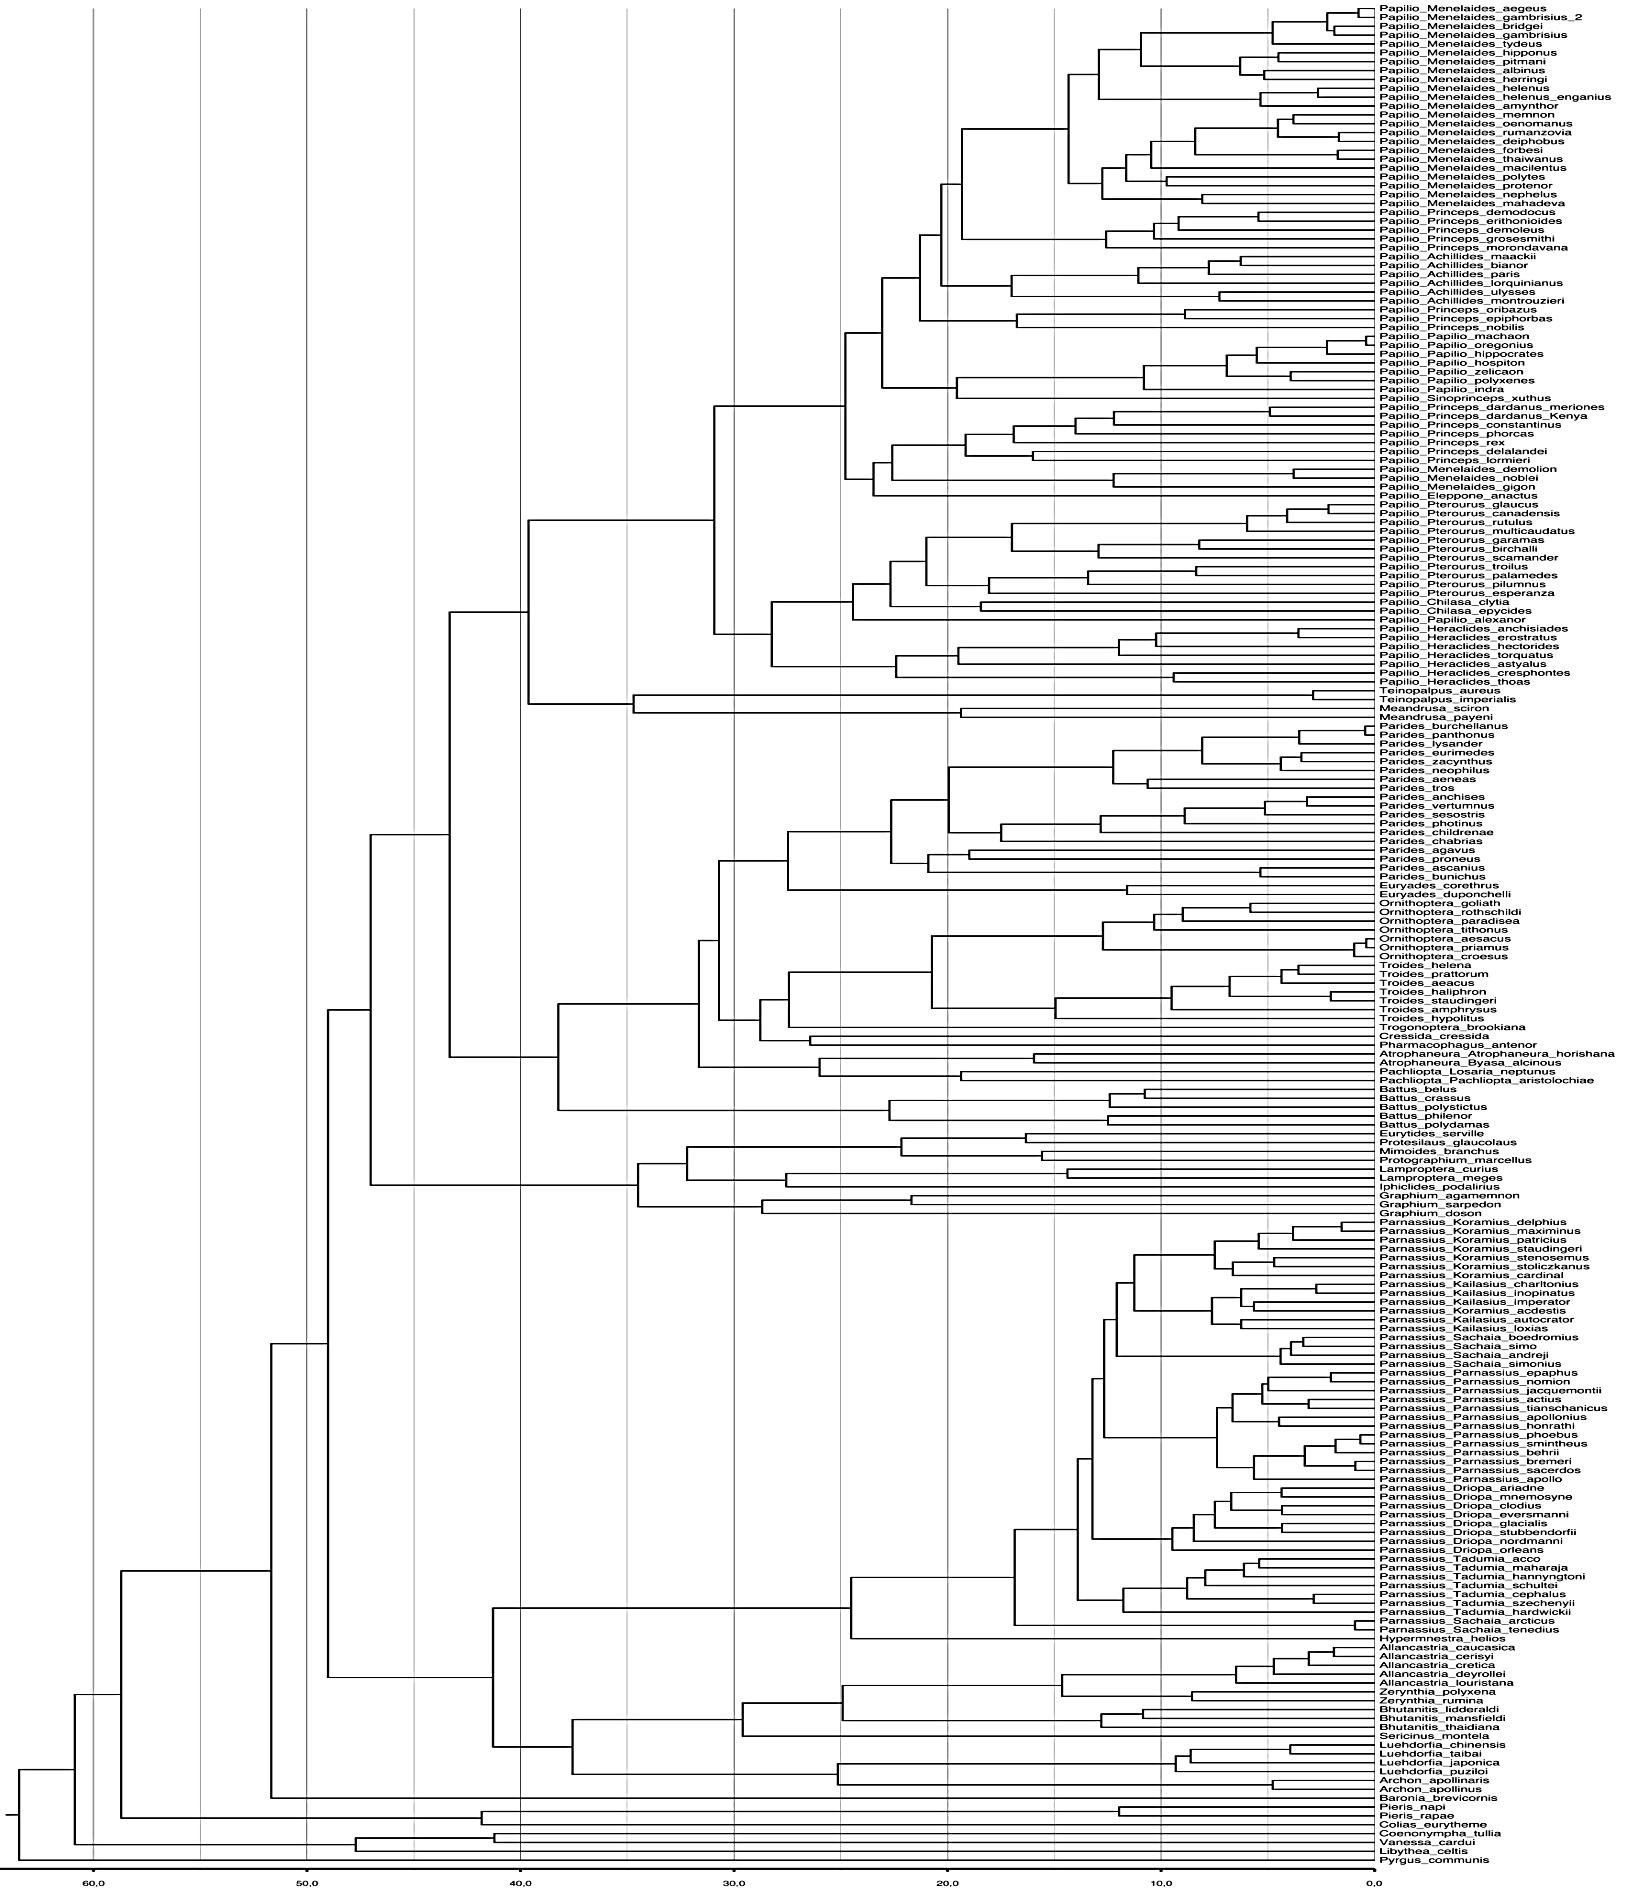 Papilio_Menelaides_aegeus
Papilio_Menelaides_gambrisius_2
Papilio_Menelaides_bridgei
Papilio_Menelaides_gambrisius
Papilio_Menelaides_tydeus
Papilio_Menelaides_hipponus
Papilio_Menelaides_pitmani
Papilio_Menelaides_albinus
Papilio_Menelaides_herringi
Papilio_Menelaides_helenus
Papilio_Menelaides_helenus_enganius
Papilio_Menelaides_amynthor
Papilio_Menelaides_memnon
Papilio_Menelaides_oenomanus
Papilio_Menelaides_rumanzovia
Papilio_Menelaides_deiphobus
Papilio_Menelaides_forbesi
Papilio_Menelaides_thaiwanus
Papilio_Menelaides_macilentus
Papilio_Menelaides_polytes
Papilio_Menelaides_protenor
Papilio_Menelaides_nephelus
Papilio_Menelaides_mahadeva
Papilio_Princeps_demodocus
Papilio_Princeps_erithonioides
Papilio_Princeps_demoleus
Papilio_Princeps_grosesmithi
Papilio_Princeps_morondavana
Papilio_Achillides_maackii
Papilio_Achillides_bianor
Papilio_Achillides_paris
Papilio_Achillides_lorquinianus
Papilio_Achillides_ulysses
Papilio_Achillides_montrouzieri
Papilio_Princeps_oribazus
Papilio_Princeps_epiphorbas
Papilio_Princeps_nobilis
Papilio_Papilio_machaon
Papilio_Papilio_oregonius
Papilio_Papilio_hippocrates
Papilio_Papilio_hospiton
Papilio_Papilio_zelicaon
Papilio_Papilio_polyxenes
Papilio_Papilio_indra
Papilio_Sinoprinceps_xuthus
Papilio_Princeps_dardanus_meriones
Papilio_Princeps_dardanus_Kenya
Papilio_Princeps_constantinus
Papilio_Princeps_phorcas
Papilio_Princeps_rex
Papilio_Princeps_delalandei
Papilio_Princeps_lormieri
Papilio_Menelaides_demolion
Papilio_Menelaides_noblei
Papilio_Menelaides_gigon
Papilio_Eleppone_anactus
Papilio_Pterourus_glaucus
Papilio_Pterourus_canadensis
Papilio_Pterourus_rutulus
Papilio_Pterourus_multicaudatus
Papilio_Pterourus_garamas
Papilio_Pterourus_birchalli
Papilio_Pterourus_scamander
Papilio_Pterourus_troilus
Papilio_Pterourus_palamedes
Papilio_Pterourus_pilumnus
Papilio_Pterourus_esperanza
Papilio_Chilasa_clytia
Papilio_Chilasa_epycides
Papilio_Papilio_alexanor
Papilio_Heraclides_anchisiades
Papilio_Heraclides_erostratus
Papilio_Heraclides_hectorides
Papilio_Heraclides_torquatus
Papilio_Heraclides_astyalus
Papilio_Heraclides_cresphontes
Papilio_Heraclides_thoas
Teinopalpus_aureus
Teinopalpus_imperialis
Meandrusa_sciron
Meandrusa_payeni
Parides_burchellanus
Parides_panthonus
Parides_lysander
Parides_eurimedes
Parides_zacynthus
Parides_neophilus
Parides_aeneas
Parides_tros
Parides_anchises
Parides_vertumnus
Parides_sesostris
Parides_photinus
Parides_childrenae
Parides_chabrias
Parides_agavus
Parides_proneus
Parides_ascanius
Parides_bunichus
Euryades_corethrus
Euryades_duponchelli
Ornithoptera_goliath
Ornithoptera_rothschildi
Ornithoptera_paradisea
Ornithoptera_tithonus
Ornithoptera_aesacus
Ornithoptera_priamus
Ornithoptera_croesus
Troides_helena
Troides_prattorum
Troides_aeacus
Troides_haliphron
Troides_staudingeri
Troides_amphrysus
Troides_hypolitus
Trogonoptera_brookiana
Cressida_cressida
Pharmacophagus_antenor
Atrophaneura_Atrophaneura_horishana
Atrophaneura_Byasa_alcinous
Pachliopta_Losaria_neptunus
Pachliopta_Pachliopta_aristolochiae
Battus_belus
Battus_crassus
Battus_polystictus
Battus_philenor
Battus_polydamas
Eurytides_serville
Protesilaus_glaucolaus
Mimoides_branchus
Protographium_marcellus
Lamproptera_curius
Lamproptera_meges
Iphiclides_podalirius
Graphium_agamemnon
Graphium_sarpedon
Graphium_doson
Parnassius_Koramius_delphius
Parnassius_Koramius_maximinus
Parnassius_Koramius_patricius
Parnassius_Koramius_staudingeri
Parnassius_Koramius_stenosemus
Parnassius_Koramius_stoliczkanus
Parnassius_Koramius_cardinal
Parnassius_Kailasius_charltonius
Parnassius_Kailasius_inopinatus
Parnassius_Kailasius_imperator
Parnassius_Koramius_acdestis
Parnassius_Kailasius_autocrator
Parnassius_Kailasius_loxias
Parnassius_Sachaia_boedromius
Parnassius_Sachaia_simo
Parnassius_Sachaia_andreji
Parnassius_Sachaia_simonius
Parnassius_Parnassius_epaphus
Parnassius_Parnassius_nomion
Parnassius_Parnassius_jacquemontii
Parnassius_Parnassius_actius
Parnassius_Parnassius_tianschanicus
Parnassius_Parnassius_apollonius
Parnassius_Parnassius_honrathi
Parnassius_Parnassius_phoebus
Parnassius_Parnassius_smintheus
Parnassius_Parnassius_behrii
Parnassius_Parnassius_bremeri
Parnassius_Parnassius_sacerdos
Parnassius_Parnassius_apollo
Parnassius_Driopa_ariadne
Parnassius_Driopa_mnemosyne
Parnassius_Driopa_clodius
Parnassius_Driopa_eversmanni
Parnassius_Driopa_glacialis
Parnassius_Driopa_stubbendorfii
Parnassius_Driopa_nordmanni
Parnassius_Driopa_orleans
Parnassius_Tadumia_acco
Parnassius_Tadumia_maharaja
Parnassius_Tadumia_hannyngtoni
Parnassius_Tadumia_schultei
Parnassius_Tadumia_cephalus
Parnassius_Tadumia_szechenyii
Parnassius_Tadumia_hardwickii
Parnassius_Sachaia_arcticus
Parnassius_Sachaia_tenedius
Hypermnestra_helios
Allancastria_caucasica
Allancastria_cerisyi
Allancastria_cretica
Allancastria_deyrollei
Allancastria_louristana
Zerynthia_polyxena
Zerynthia_rumina
Bhutanitis_lidderaldi
Bhutanitis_mansfieldi
Bhutanitis_thaidiana
Sericinus_montela
Luehdorfia_chinensis
Luehdorfia_taibai
Luehdorfia_japonica
Luehdorfia_puziloi
Archon_apollinaris
Archon_apollinus
Baronia_brevicornis
Pieris_napi
Pieris_rapae
Colias_eurytheme
Coenonympha_tullia
Vanessa_cardui
Libythea_celtis
Pyrgus_communis
60,0 50,0 40,0 30,0 20,0 10,0 0,0